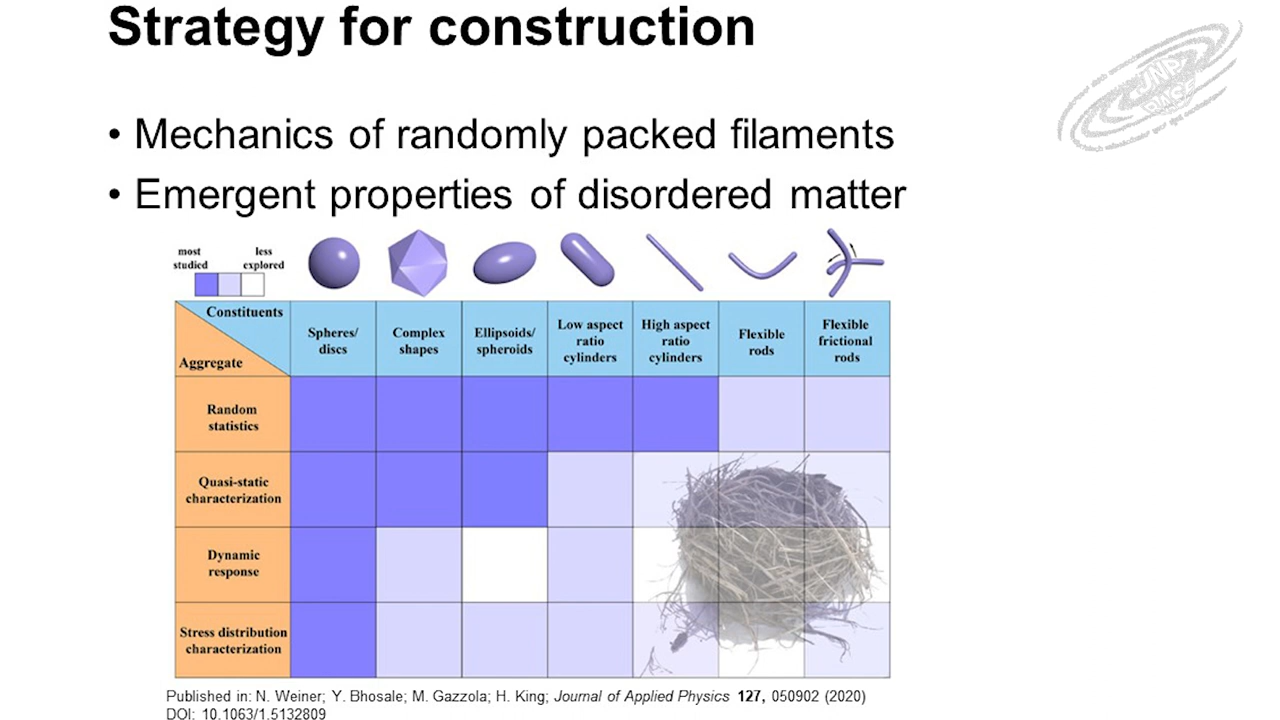 Strategy for construction
• Mechanics of randomly packed filaments
• Emergent properties of disordered matter
most studied
less explored
Constituents
Aggregate
Spheres/
discs
Complex
shapes
Ellipsoids/
spheroids
Low aspect
ratio
cylinders
High aspect
ratio
cylinders
Flexible
rods
Flexible
frictional
rods
Random
statistics
Quasi-static
characterization
Dynamic
response
Stress distribution
characterization
Published in: N. Weiner; Y. Bhosale; M. Gazzola; H. King; Journal of Applied Physics 127, 050902 (2020)
DOI: 10.1063/1.5132809